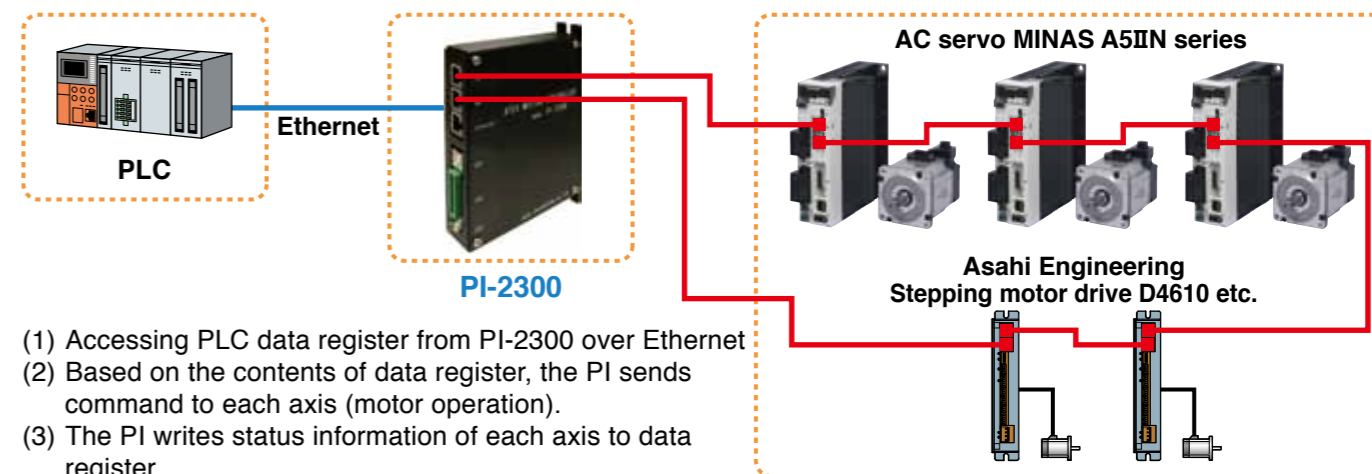 AC servo MINAS A5IIN series
Ethernet
PLC
PI-2300
Asahi Engineering
Stepping motor drive D4610 etc.
(1) Accessing PLC data register from PI-2300 over Ethernet
(2) Based on the contents of data register, the PI sends
command to each axis (motor operation).
(3) The PI writes status information of each axis to data
register